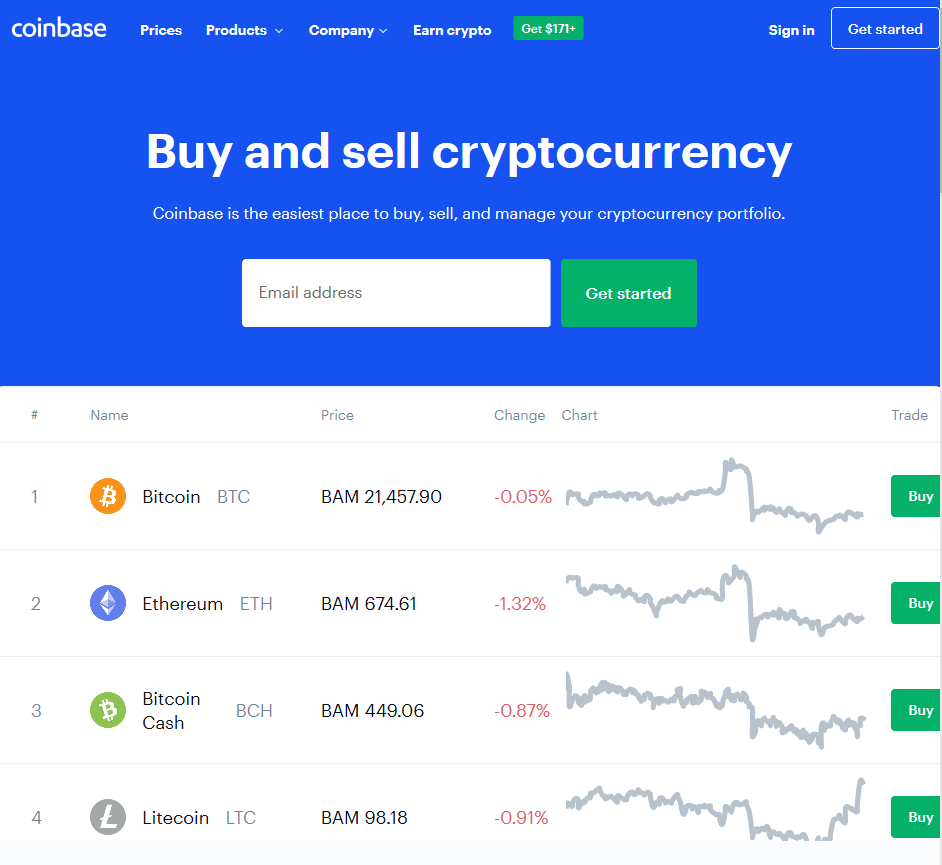 coinbase Prices Products Company Earn crypto Get $171+ Sign in Get started
Buy and sell cryptocurrency
Coinbase is the easiest place to buy, sell, and manage your cryptocurrency portfolio.
Email address Get started
# Name Price Change Chart Trade
1 Bitcoin BTC BAM 21,457.90 -0.05% Buy
2 Ethereum ETH BAM 674.61 -1.32% Buy
3 Bitcoin Cash BCH BAM 449.06 -0.87% Buy
4 Litecoin LTC BAM 98.18 -0.91% Buy